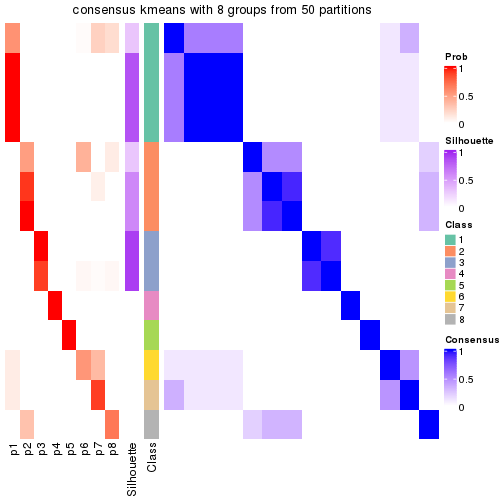 consensus kmeans with 8 groups from 50 partitions
Prob
1
0.5
0
Silhouette
1
0.5
0
Class
1
2
3
4
5
6
7
8
Consensus
1
0.5
0
p1
p2
p3
p4
p5
p6
p7
p8
Silhouette
Class